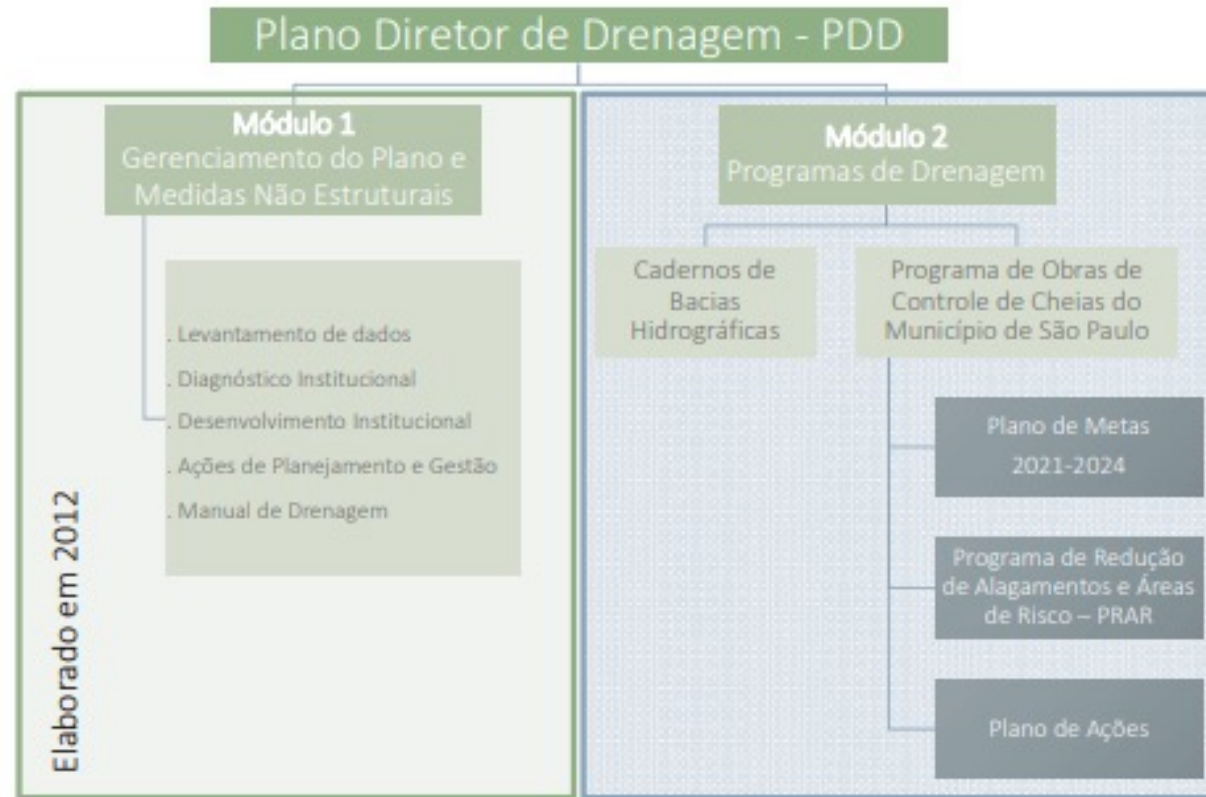 Plano Diretor de Drenagem - PDD
Módulo 1
Gerenciamento do Plano e
Medidas Não Estruturais
. Levantamento de dados
. Diagnóstico Institucional
. Desenvolvimento Institucional
. Ações de Planejamento e Gestão
. Manual de Drenagem
Elaborado em 2012
Módulo 2
Programas de Drenagem
Cadernos de
Bacias
Hidrográficas
Programa de Obras de
Controle de Cheias do
Município de São Paulo
Plano de Metas
2021-2024
Programa de Redução
de Alagamentos e Áreas
de Risco – PRAR
Plano de Ações